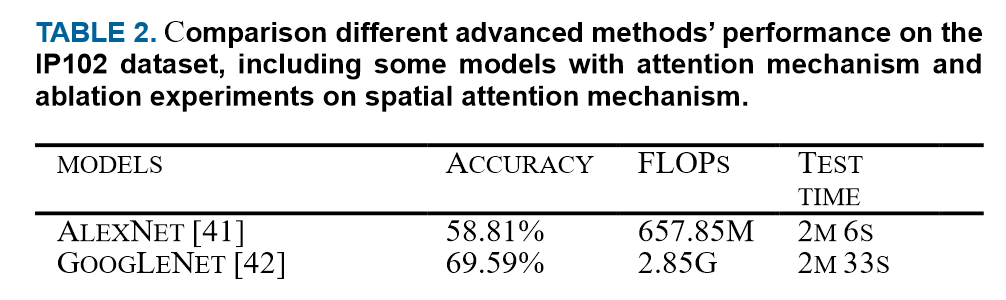 TABLE 2. Comparison different advanced methods' performance on the
IP102 dataset, including some models with attention mechanism and
ablation experiments on spatial attention mechanism.
MODELS ACCURACY FLOPS TEST
TIME
ALEXNET [41] 58.81% 657.85M 2M 6S
GOOGLENET [42] 69.59% 2.85G 2M 33S